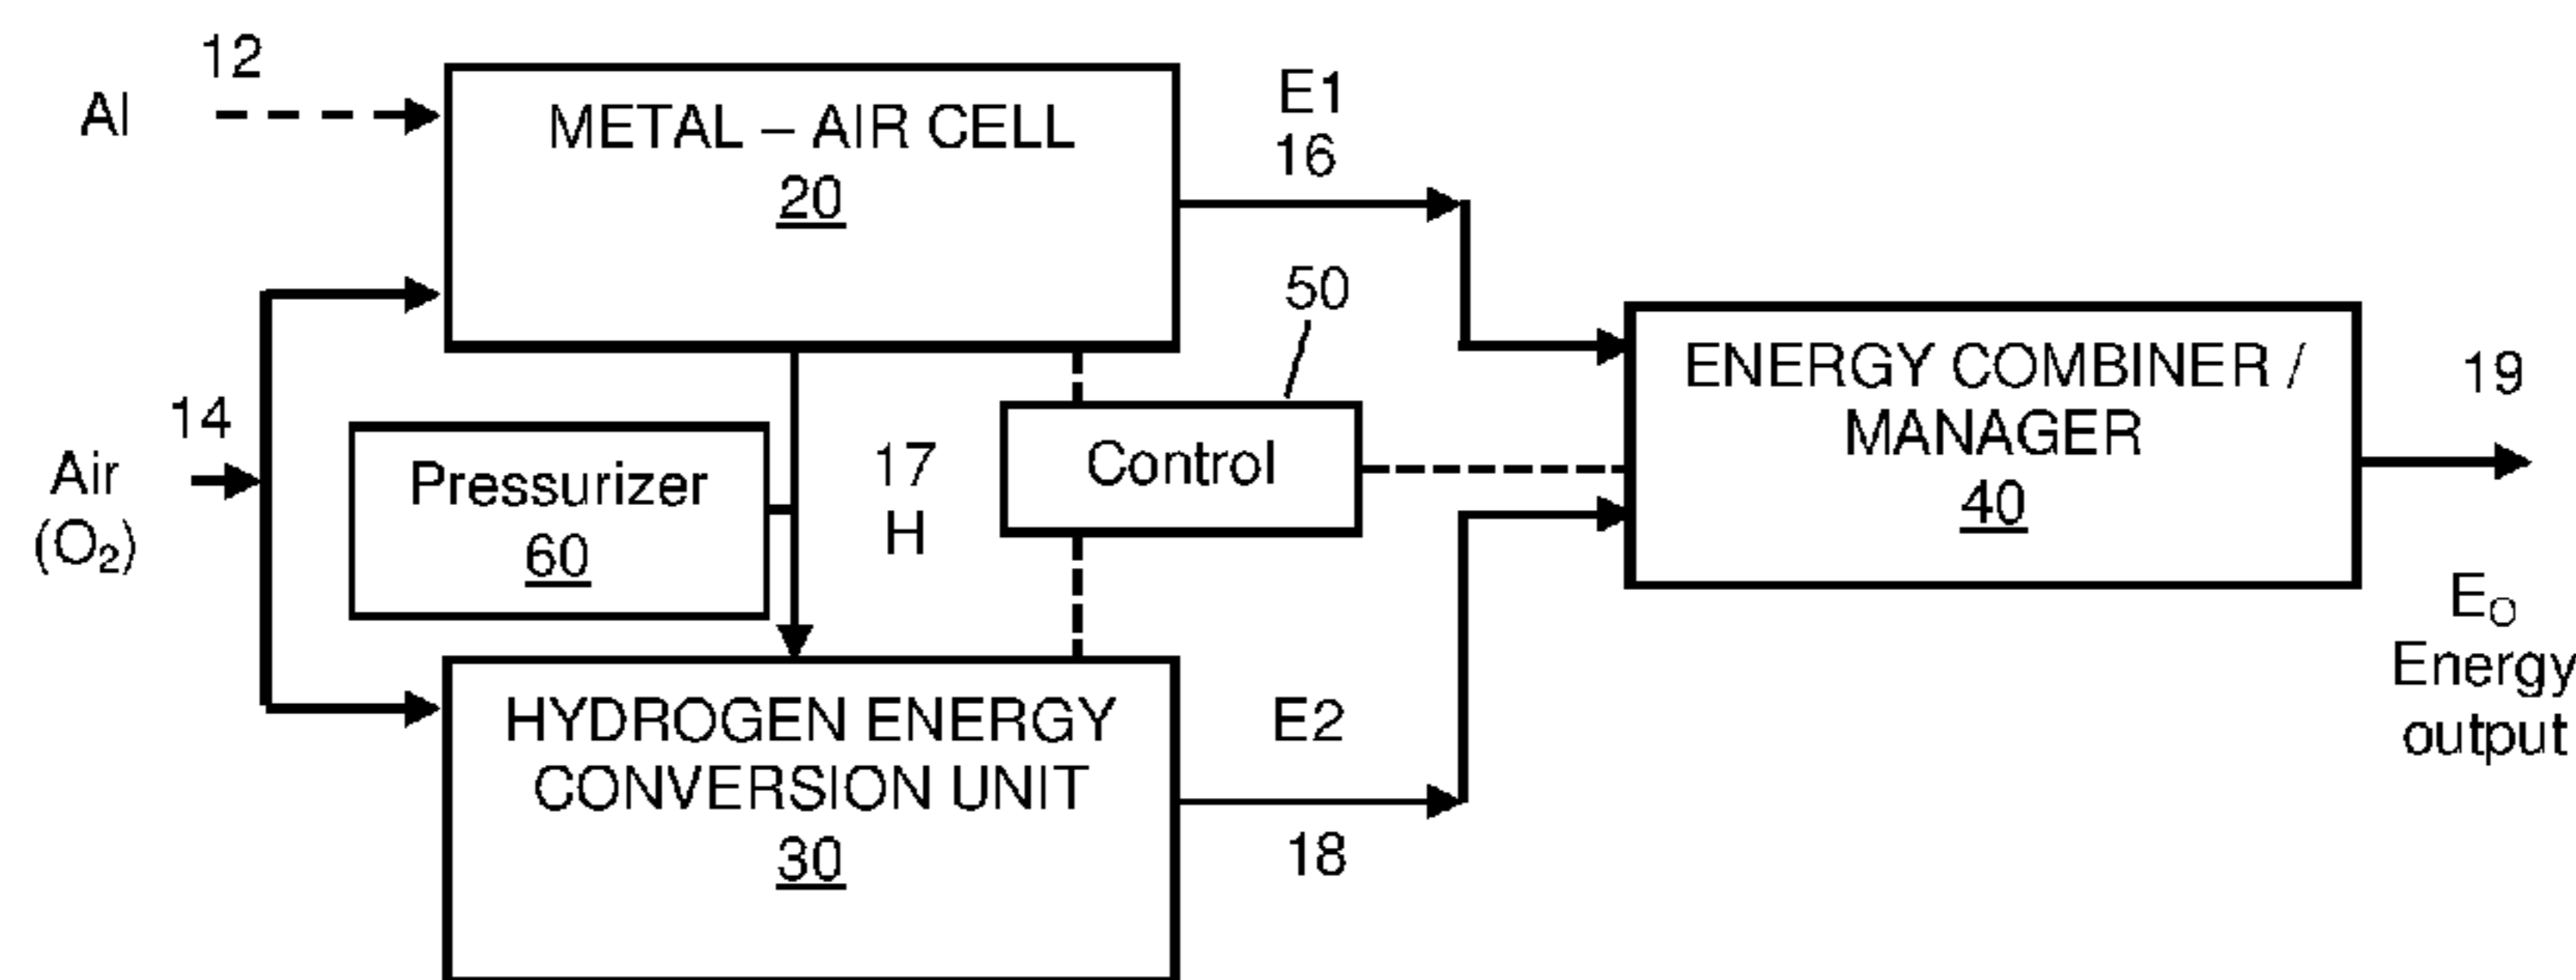 12
Al
METAL – AIR CELL
20
E1
16
50
14
Air
(O₂)
Pressurizer
60
17
H
Control
ENERGY COMBINER /
MANAGER
40
19
E_O
Energy
output
HYDROGEN ENERGY
CONVERSION UNIT
30
E2
18